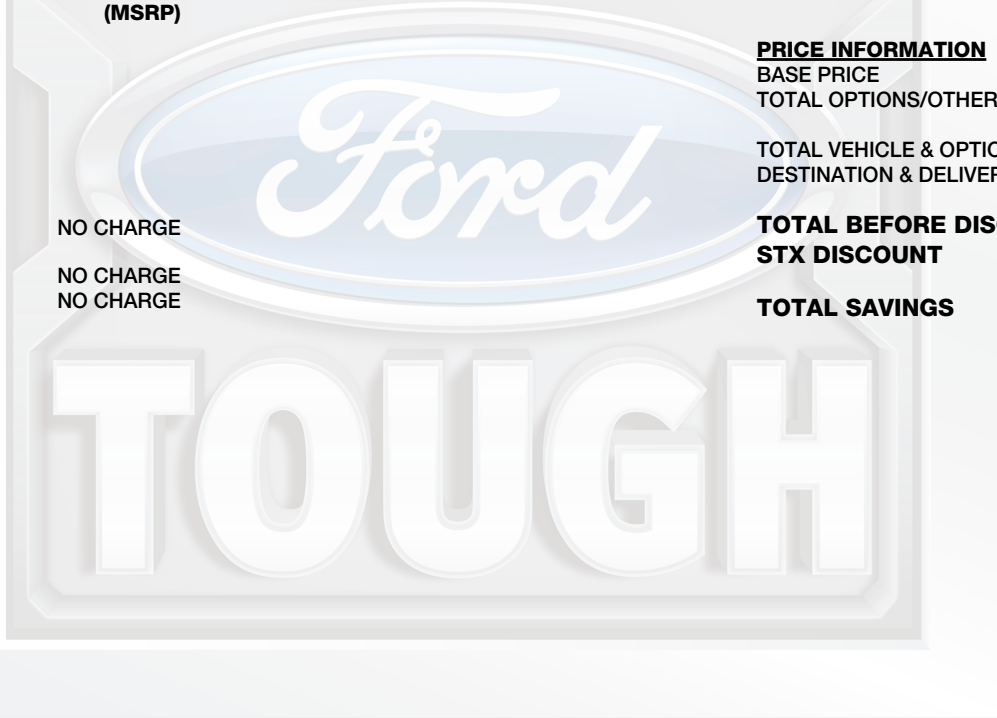 (MSRP)
PRICE INFORMATION
BASE PRICE
TOTAL OPTIONS/OTHER
TOTAL VEHICLE & OPTIO
DESTINATION & DELIVER
NO CHARGE
TOTAL BEFORE DIS
STX DISCOUNT
NO CHARGE
NO CHARGE
TOTAL SAVINGS
Ford
TOUGH